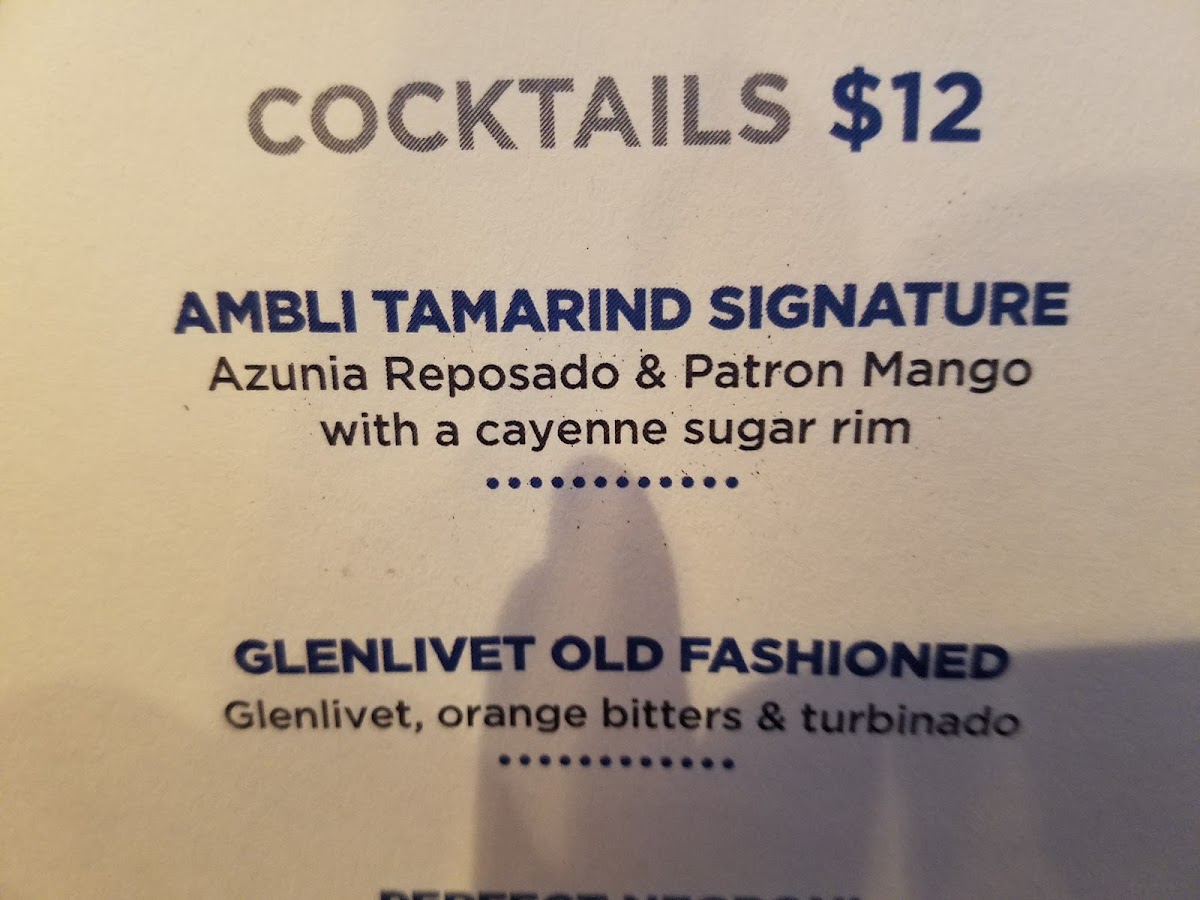 COCKTAILS $12
AMBLI TAMARIND SIGNATURE
Azunia Reposado & Patron Mango
with a cayenne sugar rim
GLENLIVET OLD FASHIONED
Glenlivet, orange bitters & turbinado